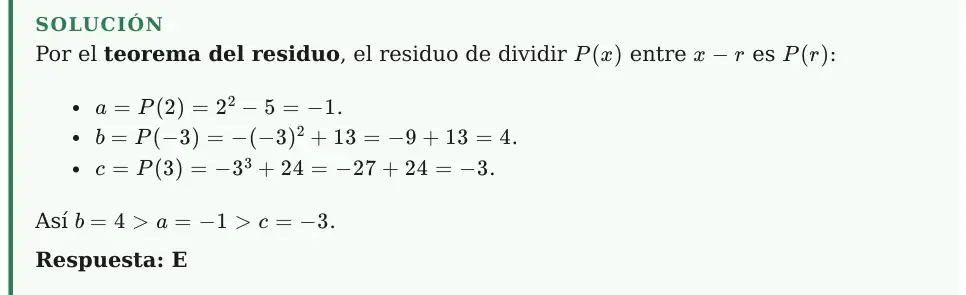 SOLUCIÓN
Por el teorema del residuo, el residuo de dividir P(x) entre x − r es P(r):
• a = P(2) = 2² − 5 = −1.
• b = P(−3) = −(−3)² + 13 = −9 + 13 = 4.
• c = P(3) = −3³ + 24 = −27 + 24 = −3.
Así b = 4 > a = −1 > c = −3.
Respuesta: E